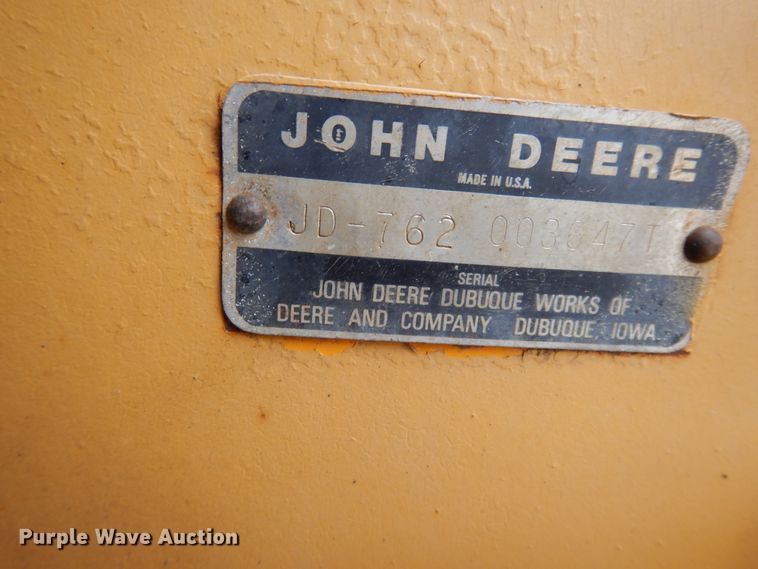 JOHN DEERE
MADE IN U.S.A.
JD-762 003647T
SERIAL
JOHN DEERE DUBUQUE WORKS OF
DEERE AND COMPANY DUBUQUE, IOWA
Purple Wave Auction